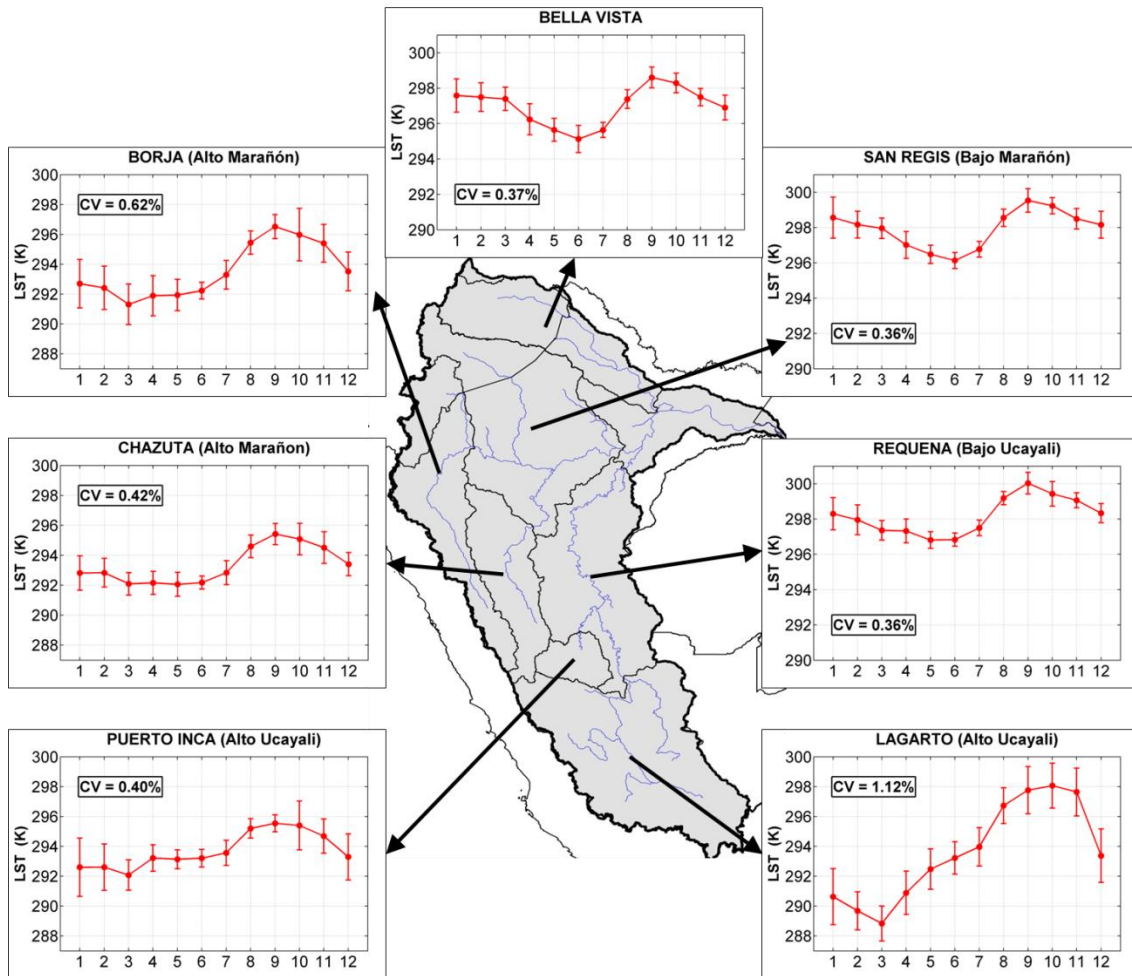 BELLA VISTA
LST (K)
300
298
296
294
292
290
CV = 0.37%
1 2 3 4 5 6 7 8 9 10 11 12
BORJA (Alto Marañón)
LST (K)
300
298
296
294
292
290
288
CV = 0.62%
1 2 3 4 5 6 7 8 9 10 11 12
SAN REGIS (Bajo Marañón)
LST (K)
300
298
296
294
292
290
CV = 0.36%
1 2 3 4 5 6 7 8 9 10 11 12
CHAZUTA (Alto Marañon)
LST (K)
300
298
296
294
292
290
288
CV = 0.42%
1 2 3 4 5 6 7 8 9 10 11 12
REQUENA (Bajo Ucayali)
LST (K)
300
298
296
294
292
290
CV = 0.36%
1 2 3 4 5 6 7 8 9 10 11 12
PUERTO INCA (Alto Ucayali)
LST (K)
300
298
296
294
292
290
288
CV = 0.40%
1 2 3 4 5 6 7 8 9 10 11 12
LAGARTO (Alto Ucayali)
LST (K)
300
298
296
294
292
290
288
CV = 1.12%
1 2 3 4 5 6 7 8 9 10 11 12